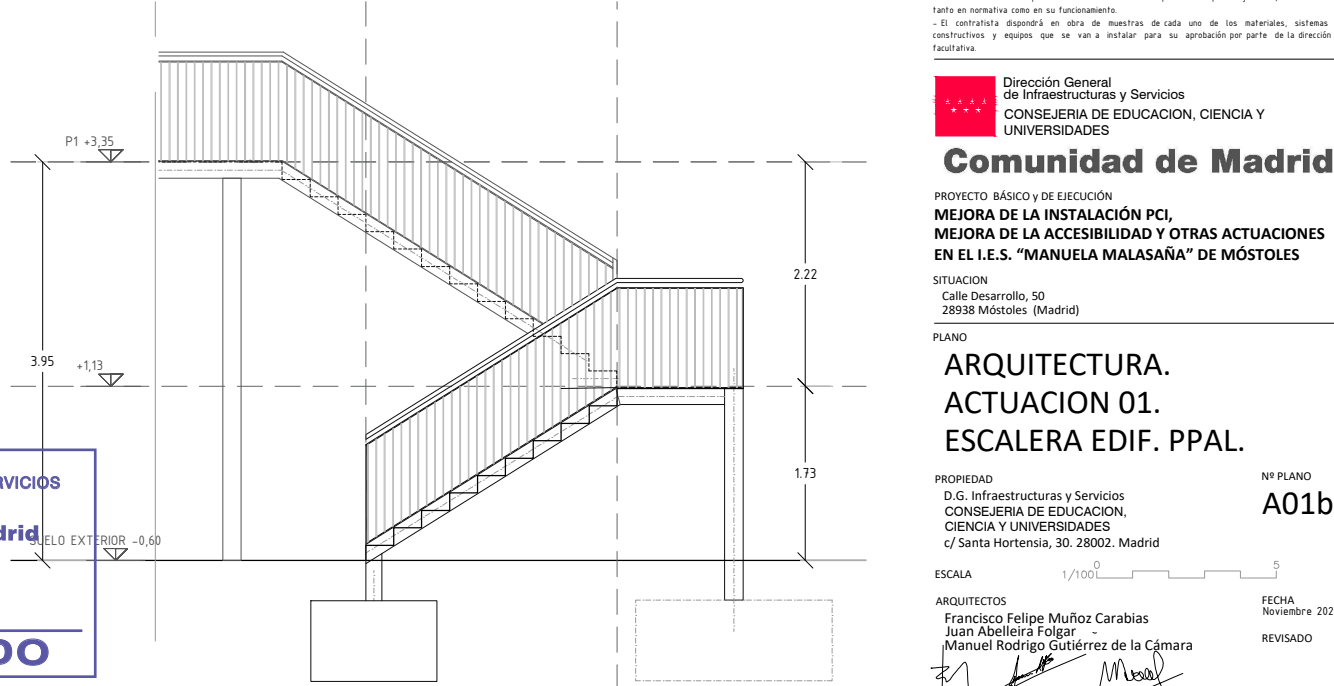 P1 +3,35
3.95
+1,13
2.22
1.73
SUELO EXTERIOR -0,60
tanto en normativa como en su funcionamiento.
- El contratista dispondrá en obra de muestras de cada uno de los materiales, sistemas
constructivos y equipos que se van a instalar para su aprobación por parte de la dirección
facultativa.
Dirección General
de Infraestructuras y Servicios
CONSEJERIA DE EDUCACION, CIENCIA Y
UNIVERSIDADES
Comunidad de Madrid
PROYECTO BÁSICO y DE EJECUCIÓN
MEJORA DE LA INSTALACIÓN PCI,
MEJORA DE LA ACCESIBILIDAD Y OTRAS ACTUACIONES
EN EL I.E.S. “MANUELA MALASAÑA” DE MÓSTOLES
SITUACION
Calle Desarrollo, 50
28938 Móstoles (Madrid)
PLANO
ARQUITECTURA.
ACTUACION 01.
ESCALERA EDIF. PPAL.
PROPIEDAD
D.G. Infraestructuras y Servicios
CONSEJERIA DE EDUCACION,
CIENCIA Y UNIVERSIDADES
c/ Santa Hortensia, 30. 28002. Madrid
Nº PLANO
A01b
ESCALA
1/100
0 5
ARQUITECTOS
Francisco Felipe Muñoz Carabias
Juan Abelleira Folgar
Manuel Rodrigo Gutiérrez de la Cámara
FECHA
Noviembre 202
REVISADO